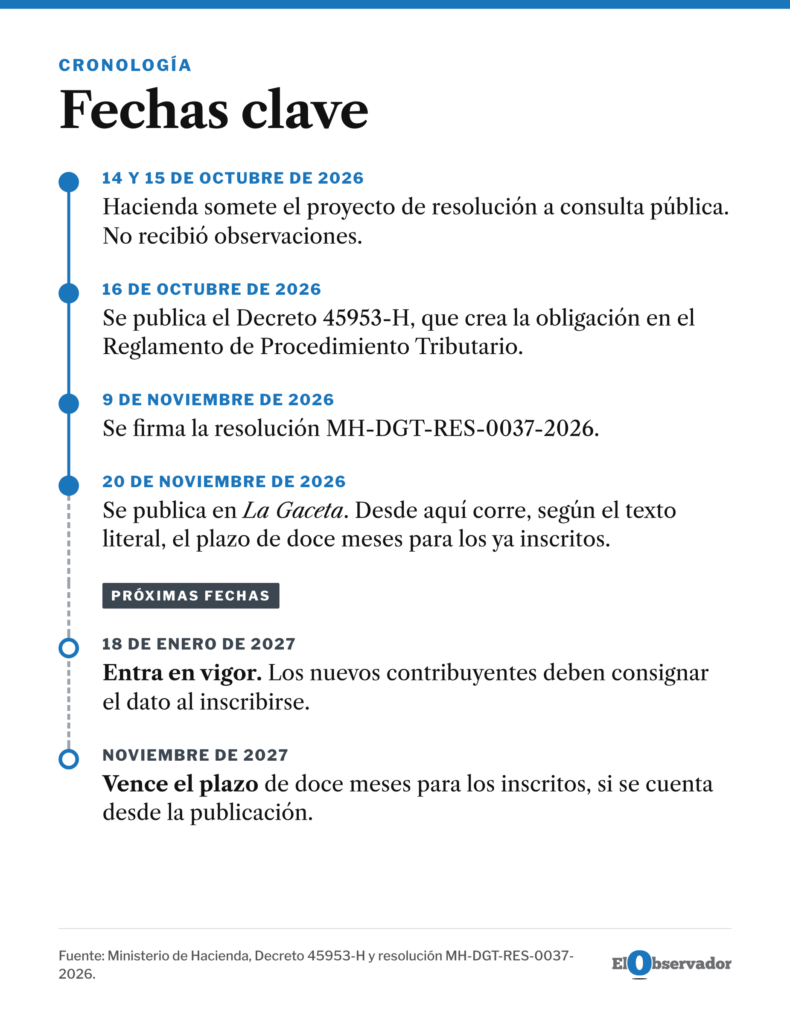 CRONOLOGÍA
Fechas clave
14 Y 15 DE OCTUBRE DE 2026
Hacienda somete el proyecto de resolución a consulta pública.
No recibió observaciones.
16 DE OCTUBRE DE 2026
Se publica el Decreto 45953-H, que crea la obligación en el
Reglamento de Procedimiento Tributario.
9 DE NOVIEMBRE DE 2026
Se firma la resolución MH-DGT-RES-0037-2026.
20 DE NOVIEMBRE DE 2026
Se publica en La Gaceta. Desde aquí corre, según el texto
literal, el plazo de doce meses para los ya inscritos.
PRÓXIMAS FECHAS
18 DE ENERO DE 2027
Entra en vigor. Los nuevos contribuyentes deben consignar
el dato al inscribirse.
NOVIEMBRE DE 2027
Vence el plazo de doce meses para los inscritos, si se cuenta
desde la publicación.
Fuente: Ministerio de Hacienda, Decreto 45953-H y resolución MH-DGT-RES-0037-
2026.
El Observador